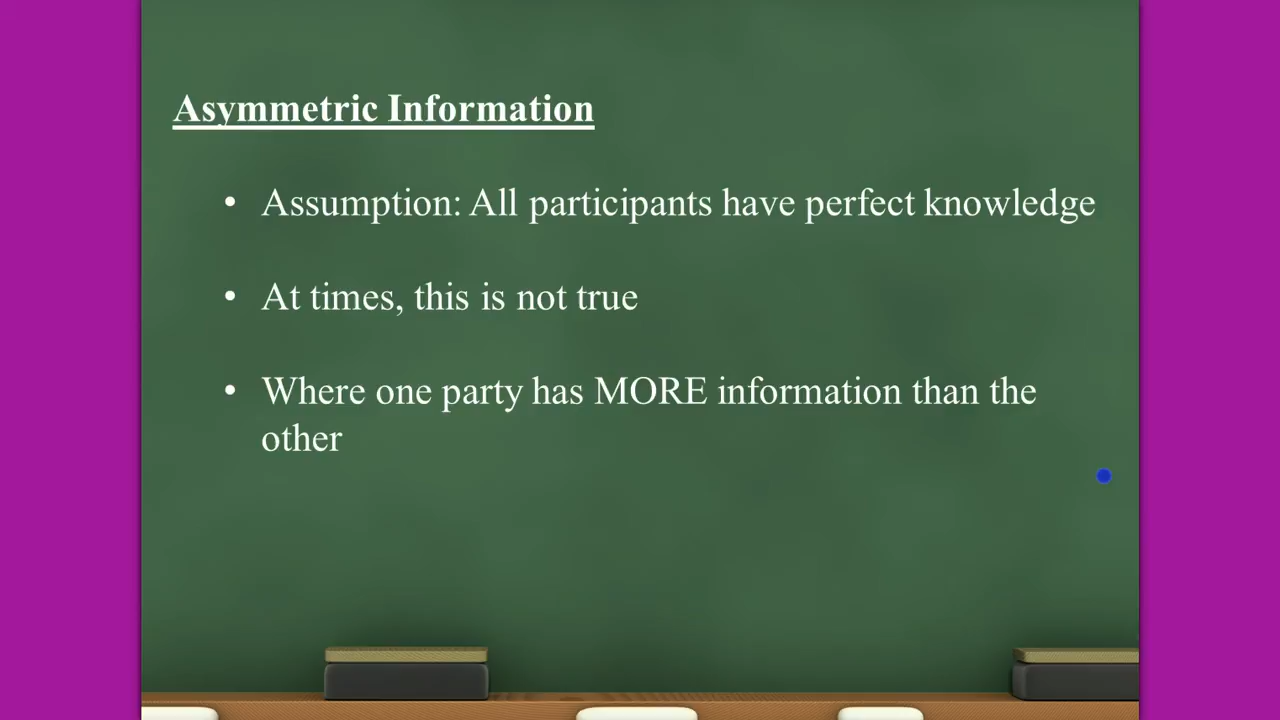 Asymmetric Information
• Assumption: All participants have perfect knowledge
• At times, this is not true
• Where one party has MORE information than the
other